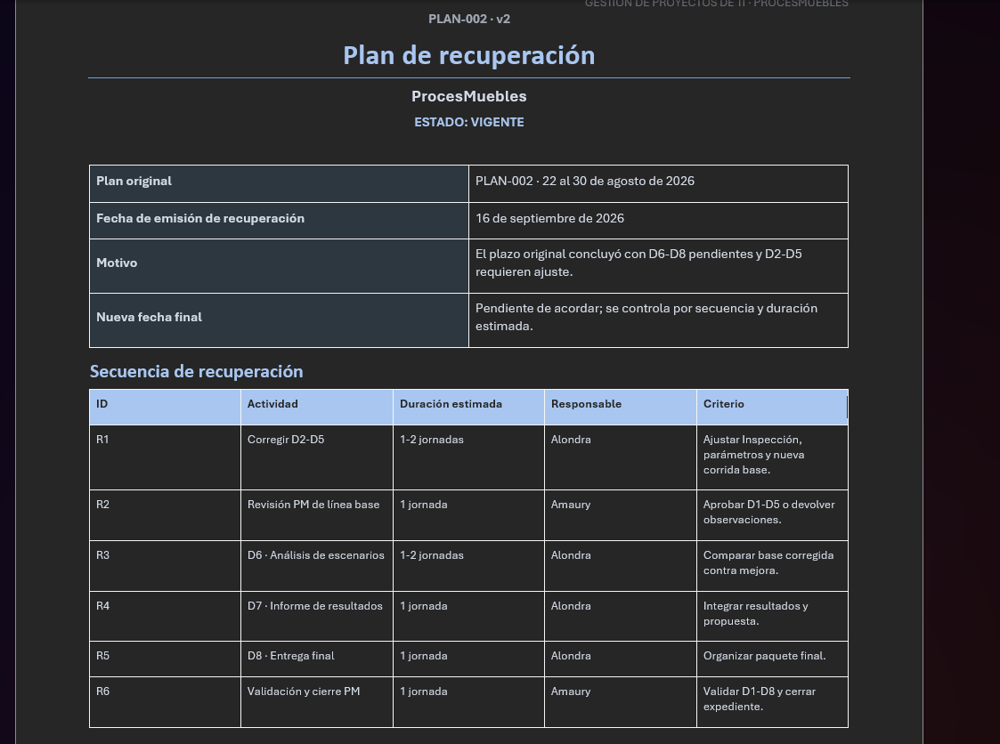 GESTIÓN DE PROYECTOS DE TI · PROCESMUEBLES
PLAN-002 · v2
Plan de recuperación
ProcesMuebles
ESTADO: VIGENTE
Plan original
PLAN-002 · 22 al 30 de agosto de 2026
Fecha de emisión de recuperación
16 de septiembre de 2026
Motivo
El plazo original concluyó con D6-D8 pendientes y D2-D5
requieren ajuste.
Nueva fecha final
Pendiente de acordar; se controla por secuencia y duración
estimada.
Secuencia de recuperación
ID Actividad Duración estimada Responsable Criterio
R1 Corregir D2-D5 1-2 jornadas Alondra Ajustar Inspección,
parámetros y nueva
corrida base.
R2 Revisión PM de línea base 1 jornada Amaury Aprobar D1-D5 o devolver
observaciones.
R3 D6 · Análisis de escenarios 1-2 jornadas Alondra Comparar base corregida
contra mejora.
R4 D7 · Informe de resultados 1 jornada Alondra Integrar resultados y
propuesta.
R5 D8 · Entrega final 1 jornada Alondra Organizar paquete final.
R6 Validación y cierre PM 1 jornada Amaury Validar D1-D8 y cerrar
expediente.